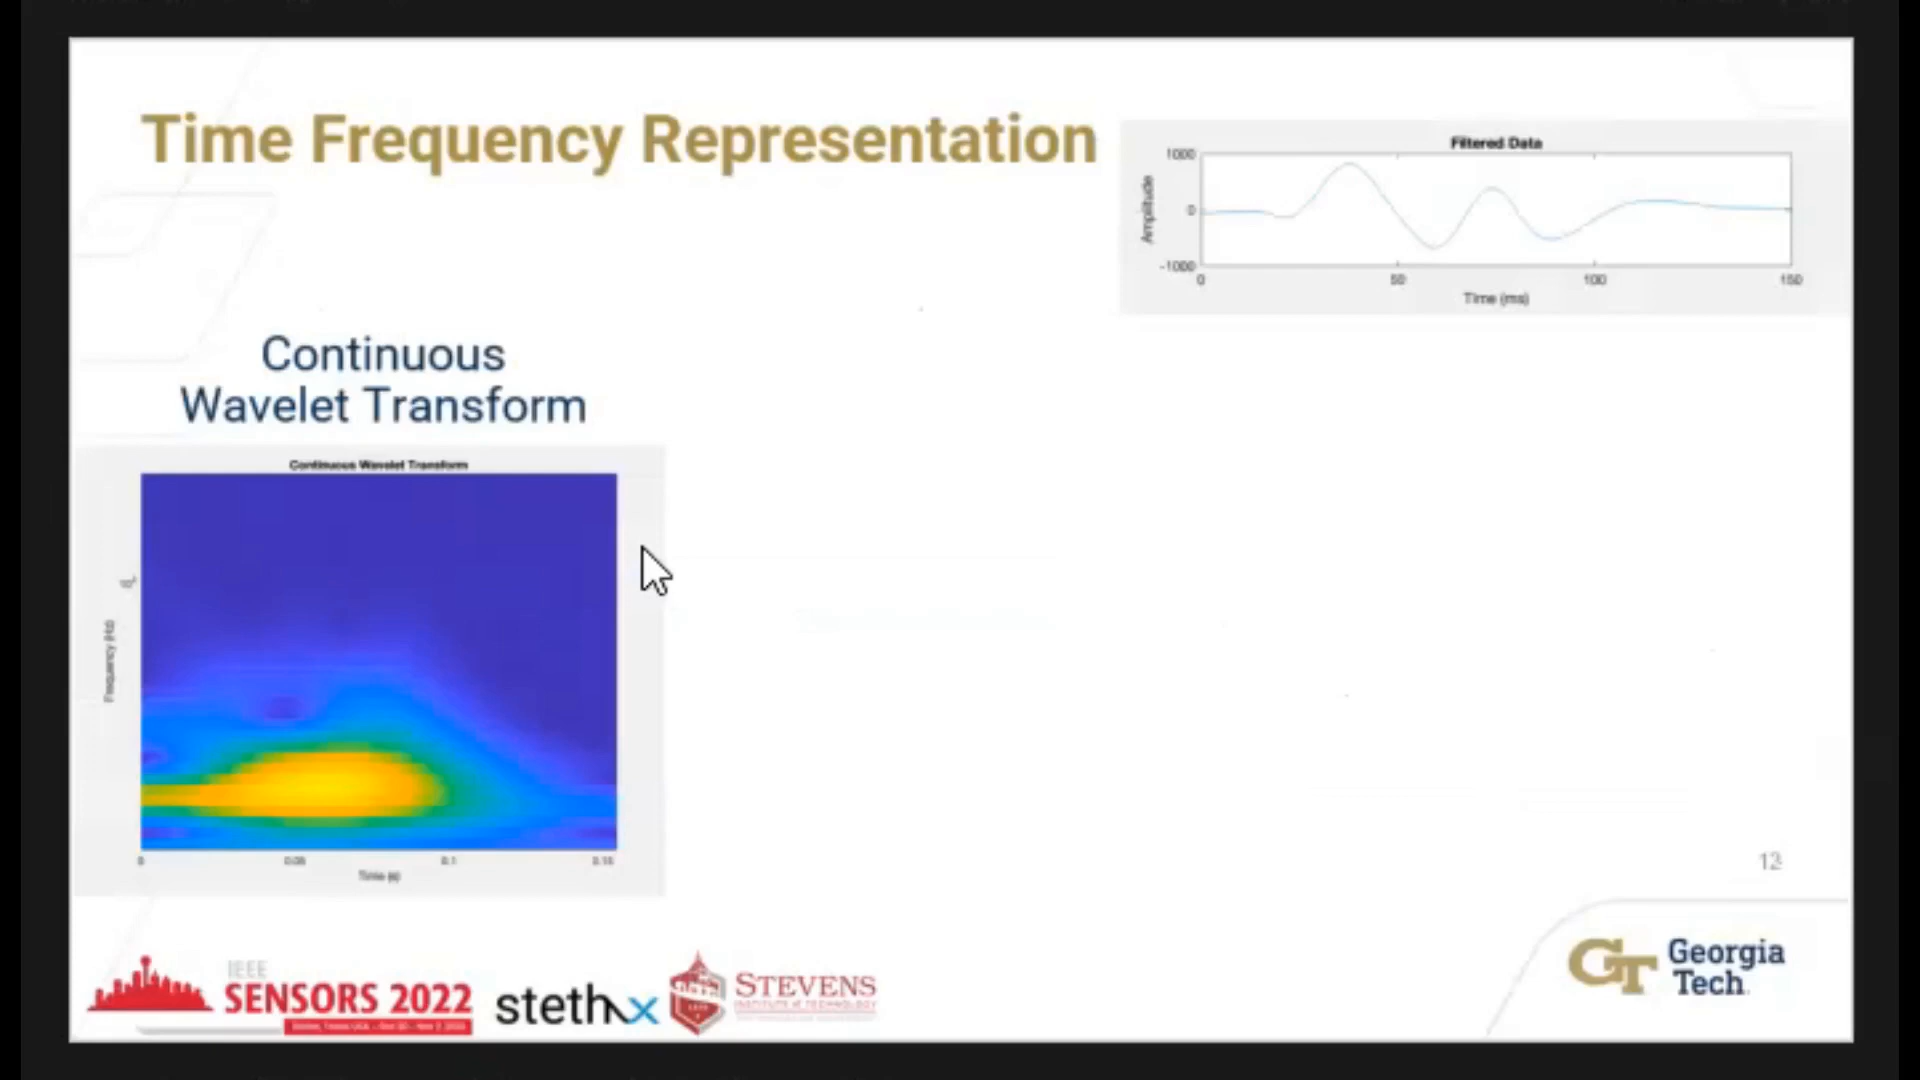 Time Frequency Representation
Filtered Data
1000
0
-1000
Amplitude
0 50 100 150
Time (ms)
Continuous
Wavelet Transform
Continuous Wavelet Transform
Frequency (Hz)
0 0.05 0.1 0.15
Time (s)
12
IEEE
SENSORS 2022
steth x
STEVENS
INSTITUTE of TECHNOLOGY
GT Georgia
Tech